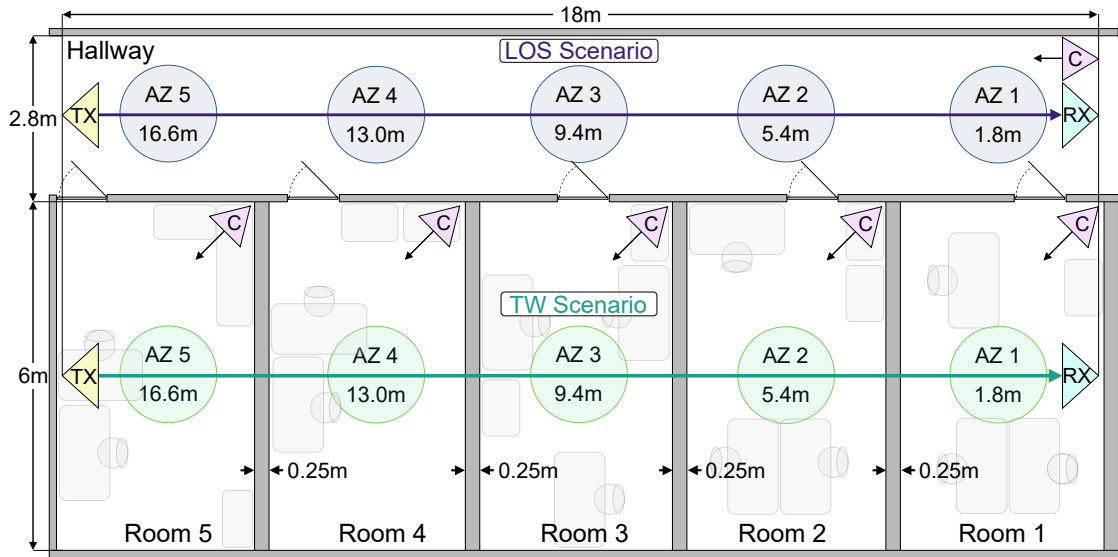 18m
Hallway
LOS Scenario
C
2.8m
TX
AZ 5
16.6m
AZ 4
13.0m
AZ 3
9.4m
AZ 2
5.4m
AZ 1
1.8m
RX
C
C
C
C
C
TW Scenario
6m
TX
AZ 5
16.6m
AZ 4
13.0m
AZ 3
9.4m
AZ 2
5.4m
AZ 1
1.8m
RX
0.25m
0.25m
0.25m
0.25m
Room 5
Room 4
Room 3
Room 2
Room 1